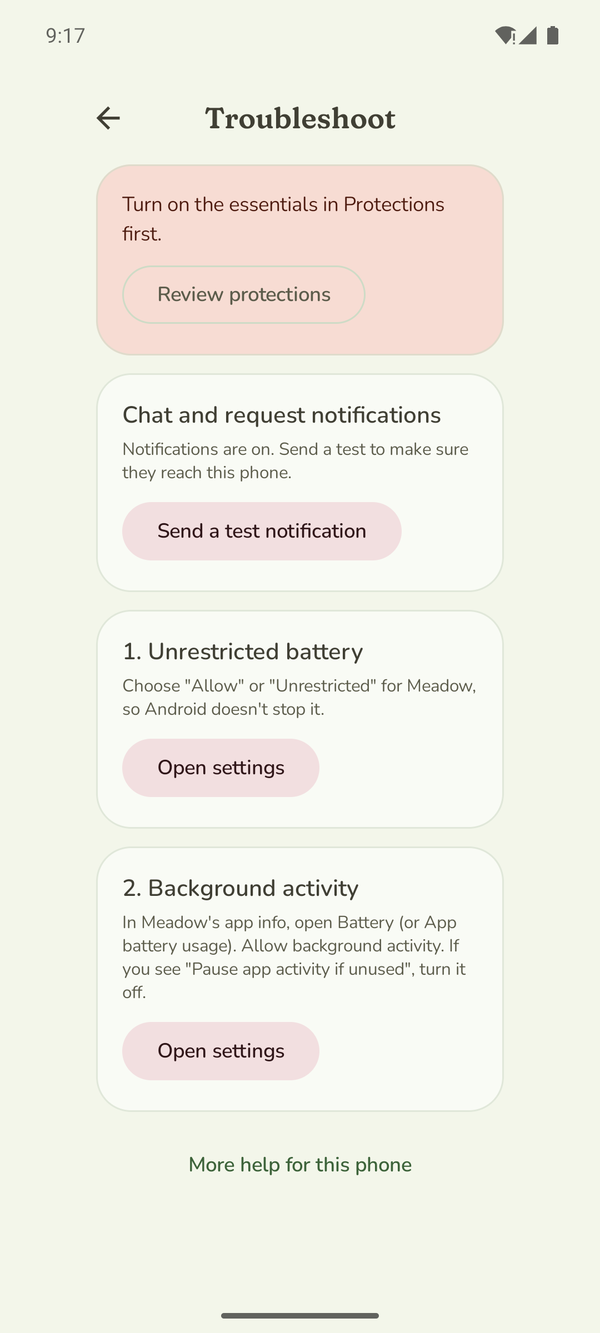 9:17
Troubleshoot
Turn on the essentials in Protections
first.
Review protections
Chat and request notifications
Notifications are on. Send a test to make sure
they reach this phone.
Send a test notification
1. Unrestricted battery
Choose "Allow" or "Unrestricted" for Meadow,
so Android doesn't stop it.
Open settings
2. Background activity
In Meadow's app info, open Battery (or App
battery usage). Allow background activity. If
you see "Pause app activity if unused", turn it
off.
Open settings
More help for this phone